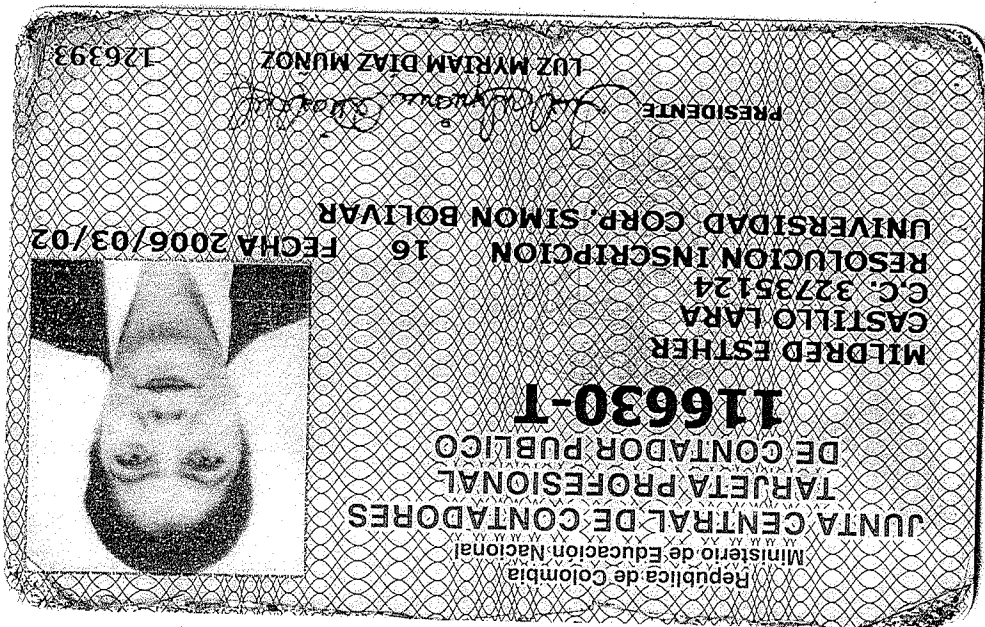 Republica de Colombia
Ministerio de Educación Nacional
JUNTA CENTRAL DE CONTADORES
TARJETA PROFESIONAL
DE CONTADOR PUBLICO
116630-T
MILDRED ESTHER
CASTILLO LARA
C.C. 32735124
RESOLUCION INSCRIPCION 16 FECHA 2006/03/02
UNIVERSIDAD CORP. SIMON BOLIVAR
PRESIDENTE
LUZ MYRIAM DIAZ MUÑOZ 126393